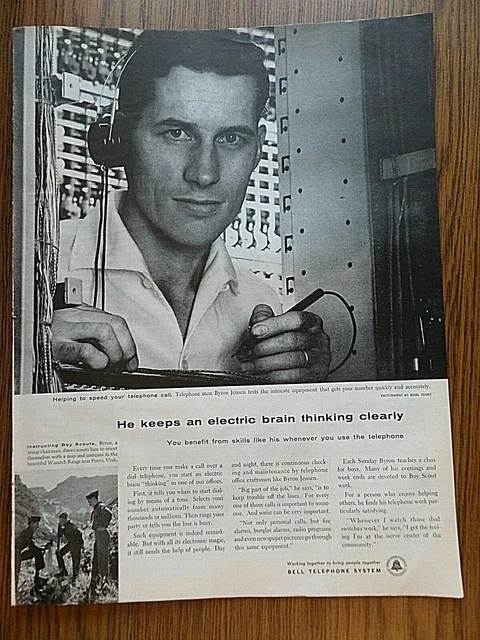 Helping to speed your telephone call. Telephone man Byron Jensen tests the intricate equipment that gets your number quickly and accurately.
PHOTOGRAPHS BY ANSEL ADAMS
He keeps an electric brain thinking clearly
You benefit from skills like his whenever you use the telephone
Instructing Boy Scouts. Byron, a
troop chairman, shows scouts how to orient
themselves with a map and compass in the
beautiful Wasatch Range near Provo, Utah.
Every time you make a call over a
dial telephone, you start an electric
brain "thinking" in one of our offices.
First, it tells you when to start dial-
ing by means of a tone. Selects your
number automatically from many
thousands or millions. Then rings your
party or tells you the line is busy.
Such equipment is indeed remark-
able. But with all its electronic magic,
it still needs the help of people. Day
and night, there is continuous check-
ing and maintenance by telephone
office craftsmen like Byron Jensen.
"Big part of the job," he says, "is to
keep trouble off the lines. For every
one of those calls is important to some-
one. And some can be very important.
"Not only personal calls, but fire
alarms, burglar alarms, radio programs
and even newspaper pictures go through
this same equipment."
Each Sunday Byron teaches a class
for boys. Many of his evenings and
week ends are devoted to Boy Scout
work.
For a person who enjoys helping
others, he finds his telephone work par-
ticularly satisfying.
"Whenever I watch those dial
switches work," he says, "I get the feel-
ing I'm at the nerve center of the
community."
Working together to bring people together
BELL TELEPHONE SYSTEM